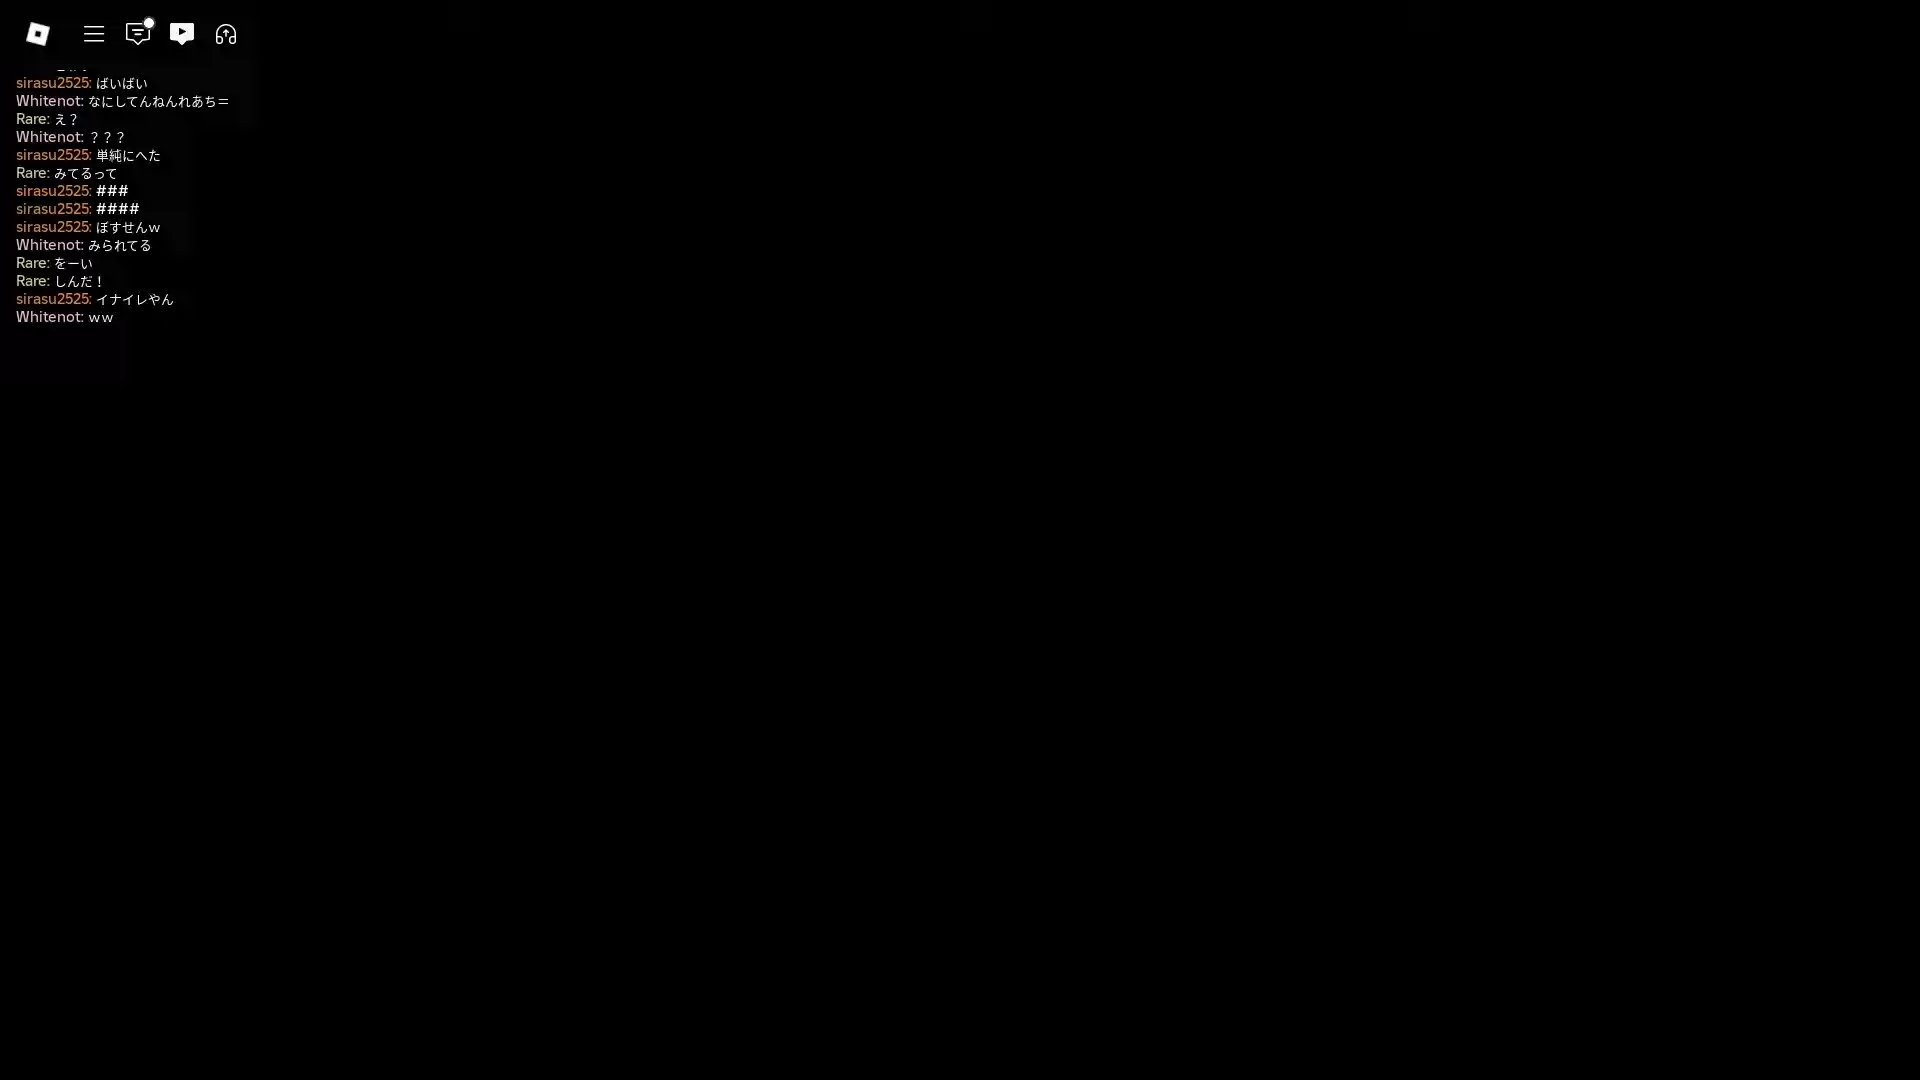 sirasu2525: ばいばい
Whitenot: なにしてんねんれあち＝
Rare: え？
Whitenot: ？？？
sirasu2525: 単純にへた
Rare: みてるって
sirasu2525: ###
sirasu2525: ####
sirasu2525: ぼすせんｗ
Whitenot: みられてる
Rare: をーい
Rare: しんだ！
sirasu2525: イナイレやん
Whitenot: ｗｗ